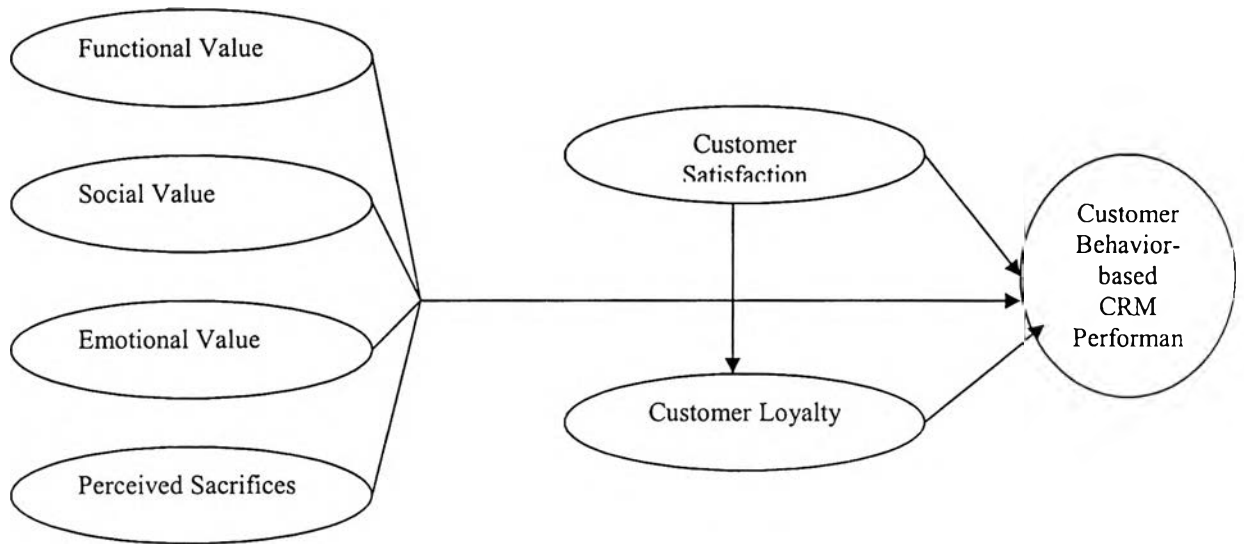 Functional Value
Social Value
Emotional Value
Perceived Sacrifices
Customer
Satisfaction
Customer Loyalty
Customer
Behavior-
based
CRM
Performan